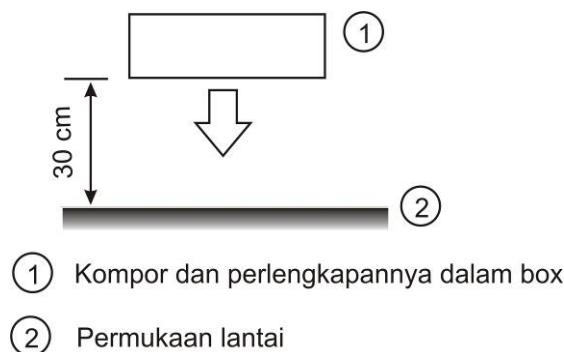 1
30 cm
2
1 Kompor dan perlengkapannya dalam box
2 Permukaan lantai